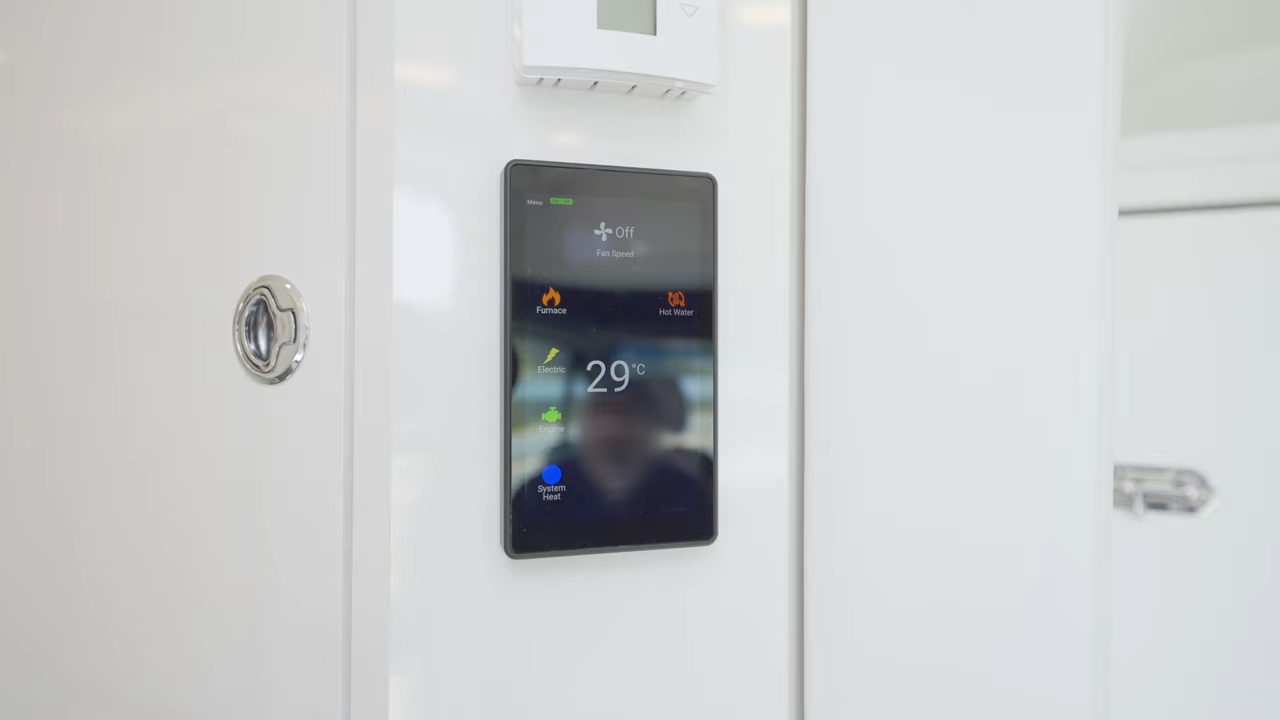 Menu
Off
Fan Speed
Furnace
Hot Water
Electric
29°C
Engine
System
Heat